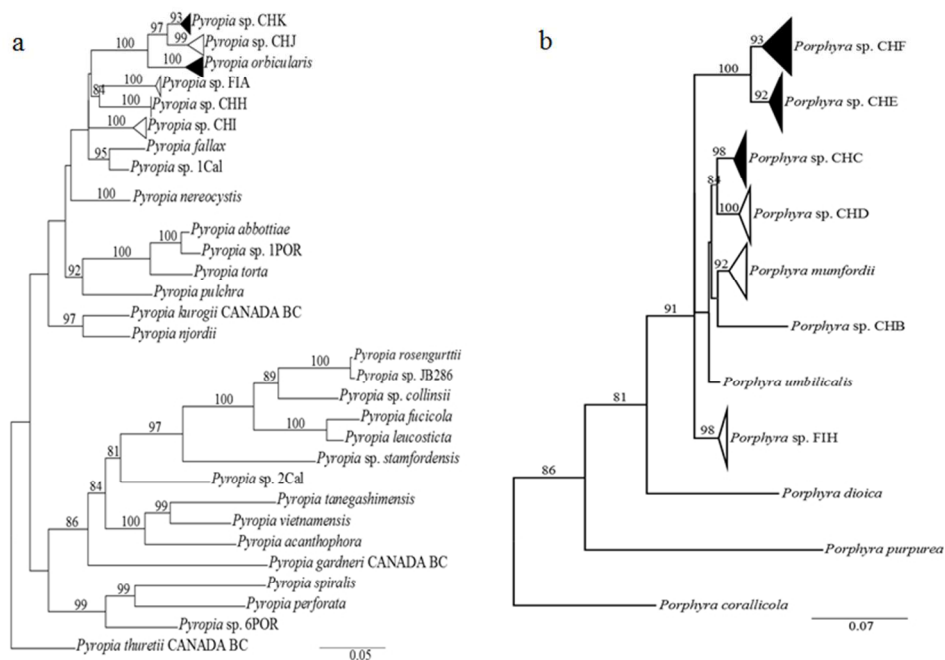 a
93
Pyropia sp. CHK
97
99
Pyropia sp. CHJ
100
100
Pyropia orbicularis
84
100
Pyropia sp. FIA
100
Pyropia sp. CHH
100
Pyropia sp. CHI
Pyropia fallax
95
Pyropia sp. 1Cal
100
Pyropia nereocystis
Pyropia abbottiae
100
Pyropia sp. 1POR
100
Pyropia torta
92
Pyropia pulchra
Pyropia kurogii CANADA BC
97
Pyropia njordii
Pyropia rosengurttii
100
Pyropia sp. JB286
89
Pyropia sp. collinsii
100
Pyropia fucicola
100
Pyropia leucosticta
97
Pyropia sp. stamfordensis
81
Pyropia sp. 2Cal
84
Pyropia tanegashimensis
99
Pyropia vietnamensis
100
Pyropia acanthophora
86
Pyropia gardneri CANADA BC
Pyropia spiralis
99
Pyropia perforata
99
Pyropia sp. 6POR
Pyropia thuretii CANADA BC
0.05
b
93
Porphyra sp. CHF
100
92
Porphyra sp. CHE
98
Porphyra sp. CHC
84
100
Porphyra sp. CHD
92
Porphyra mumfordii
Porphyra sp. CHB
91
Porphyra umbilicalis
98
Porphyra sp. FIH
81
Porphyra dioica
86
Porphyra purpurea
Porphyra corallicola
0.07